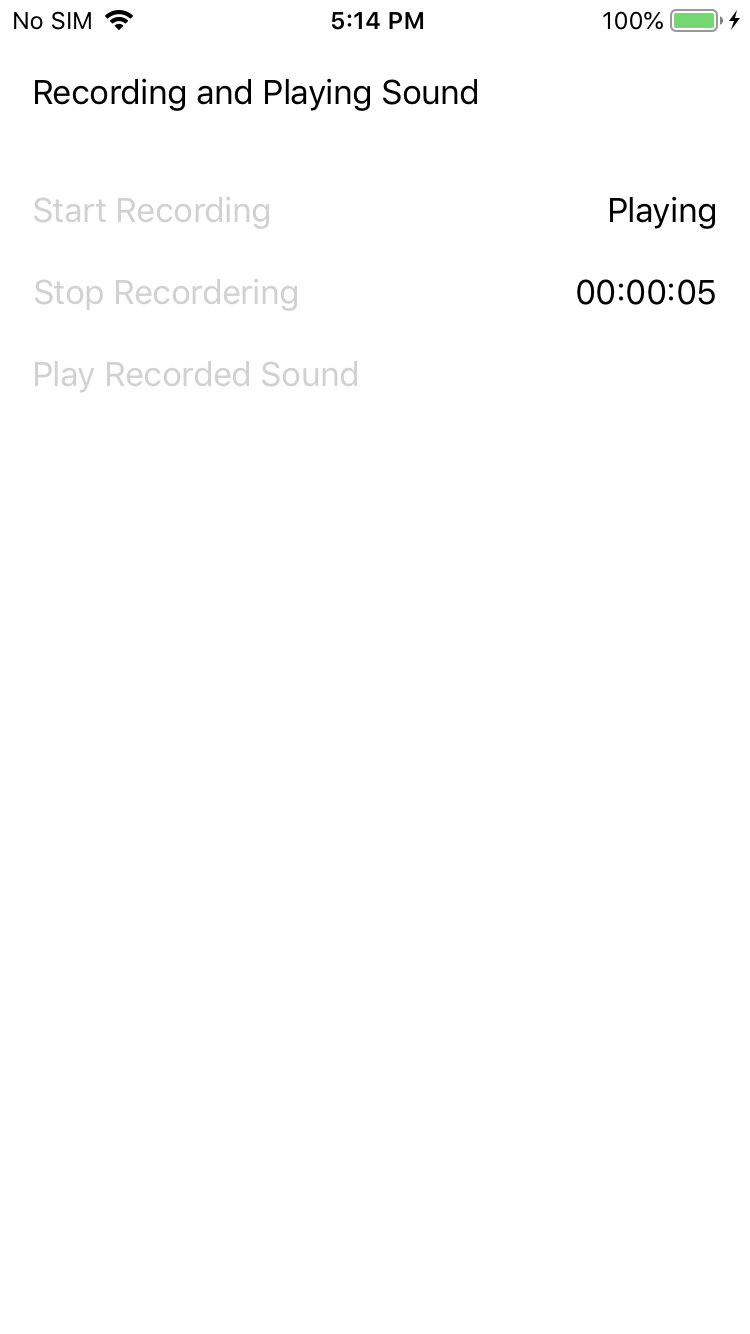 No SIM 5:14 PM 100%
Recording and Playing Sound
Start Recording Playing
Stop Recordering 00:00:05
Play Recorded Sound